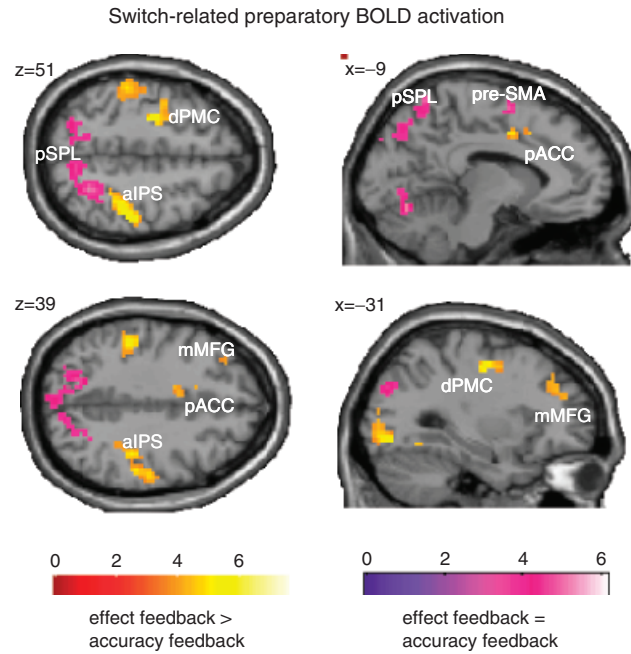 Switch-related preparatory BOLD activation
z=51
dPMC
pSPL
aIPS
x=−9
pSPL
pre-SMA
pACC
z=39
mMFG
pACC
aIPS
x=−31
dPMC
mMFG
0 2 4 6
effect feedback >
accuracy feedback
0 2 4 6
effect feedback =
accuracy feedback